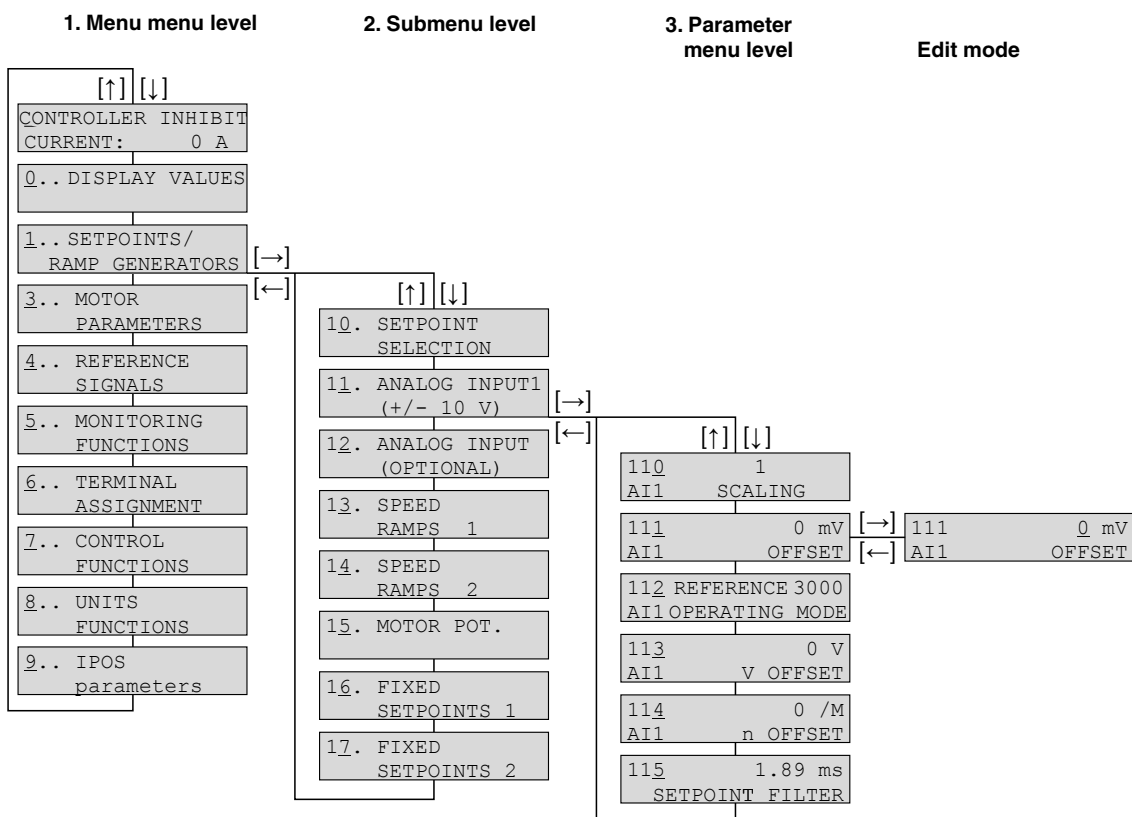 1. Menu menu level
2. Submenu level
3. Parameter
menu level
Edit mode
[↑] [↓]
CONTROLLER INHIBIT
CURRENT: 0 A
0.. DISPLAY VALUES
1.. SETPOINTS/
RAMP GENERATORS
[→]
[←]
3.. MOTOR
PARAMETERS
4.. REFERENCE
SIGNALS
5.. MONITORING
FUNCTIONS
6.. TERMINAL
ASSIGNMENT
7.. CONTROL
FUNCTIONS
8.. UNITS
FUNCTIONS
9.. IPOS
parameters
[↑] [↓]
10. SETPOINT
SELECTION
11. ANALOG INPUT1
(+/- 10 V)
[→]
[←]
12. ANALOG INPUT
(OPTIONAL)
13. SPEED
RAMPS 1
14. SPEED
RAMPS 2
15. MOTOR POT.
16. FIXED
SETPOINTS 1
17. FIXED
SETPOINTS 2
[↑] [↓]
110 1
AI1 SCALING
111 0 mV
AI1 OFFSET
[→]
[←]
112 REFERENCE 3000
AI1 OPERATING MODE
113 0 V
AI1 V OFFSET
114 0 /M
AI1 n OFFSET
115 1.89 ms
SETPOINT FILTER
111 0 mV
AI1 OFFSET